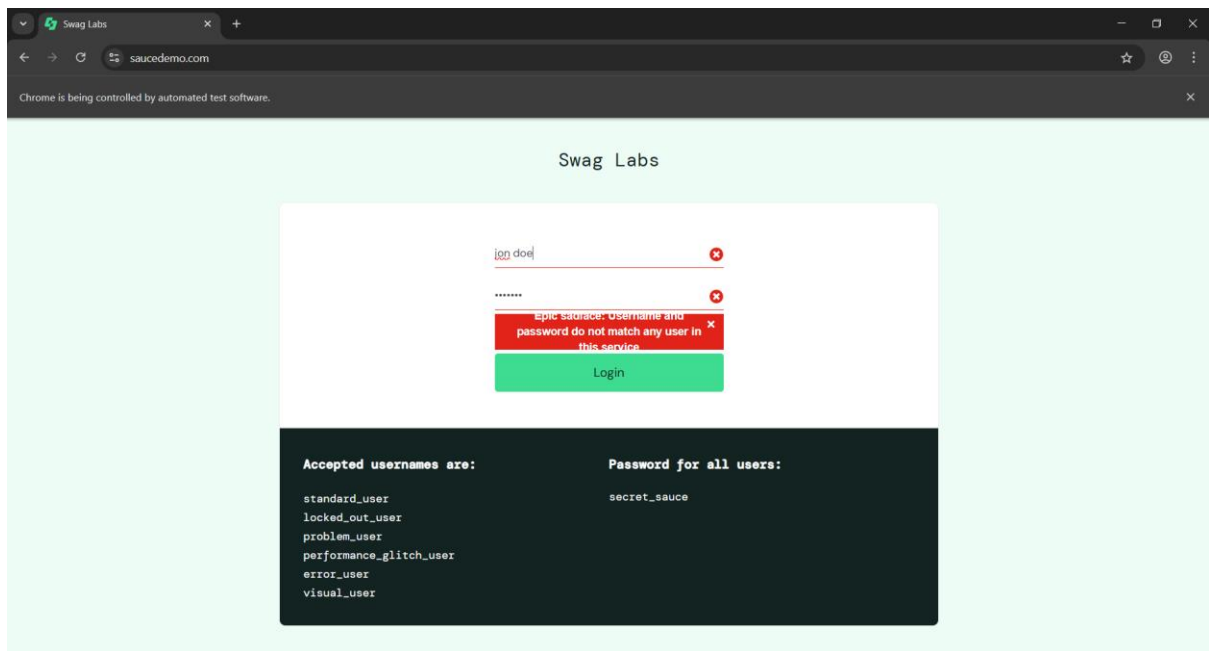 Swag Labs
saucedemo.com
Chrome is being controlled by automated test software.
Swag Labs
jon doe
•••••••
Epic sadface: Username and
password do not match any user in
this service
Login
Accepted usernames are:
standard_user
locked_out_user
problem_user
performance_glitch_user
error_user
visual_user
Password for all users:
secret_sauce